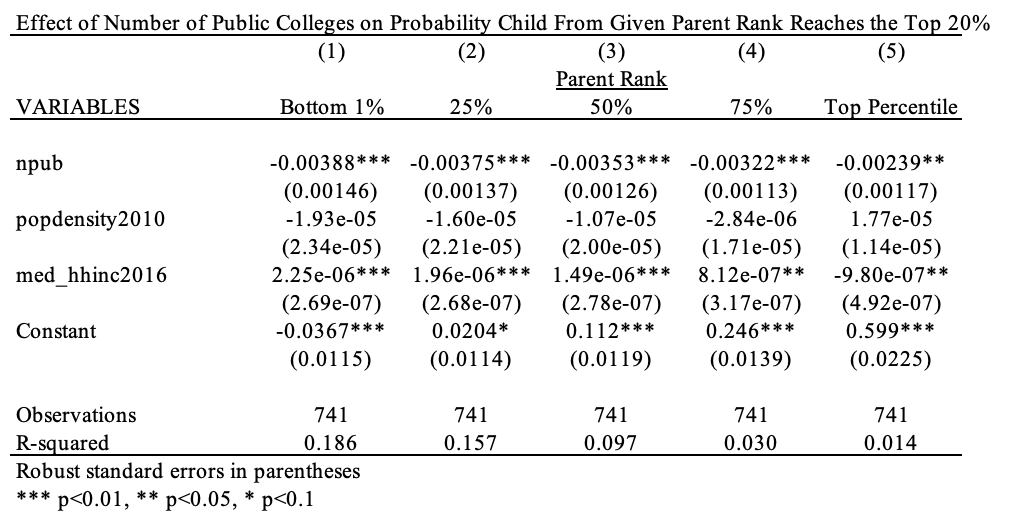 Effect of Number of Public Colleges on Probability Child From Given Parent Rank Reaches the Top 20%
(1) (2) (3) (4) (5)
Parent Rank
VARIABLES Bottom 1% 25% 50% 75% Top Percentile
npub -0.00388*** -0.00375*** -0.00353*** -0.00322*** -0.00239**
(0.00146) (0.00137) (0.00126) (0.00113) (0.00117)
popdensity2010 -1.93e-05 -1.60e-05 -1.07e-05 -2.84e-06 1.77e-05
(2.34e-05) (2.21e-05) (2.00e-05) (1.71e-05) (1.14e-05)
med_hhinc2016 2.25e-06*** 1.96e-06*** 1.49e-06*** 8.12e-07** -9.80e-07**
(2.69e-07) (2.68e-07) (2.78e-07) (3.17e-07) (4.92e-07)
Constant -0.0367*** 0.0204* 0.112*** 0.246*** 0.599***
(0.0115) (0.0114) (0.0119) (0.0139) (0.0225)
Observations 741 741 741 741 741
R-squared 0.186 0.157 0.097 0.030 0.014
Robust standard errors in parentheses
*** p<0.01, ** p<0.05, * p<0.1